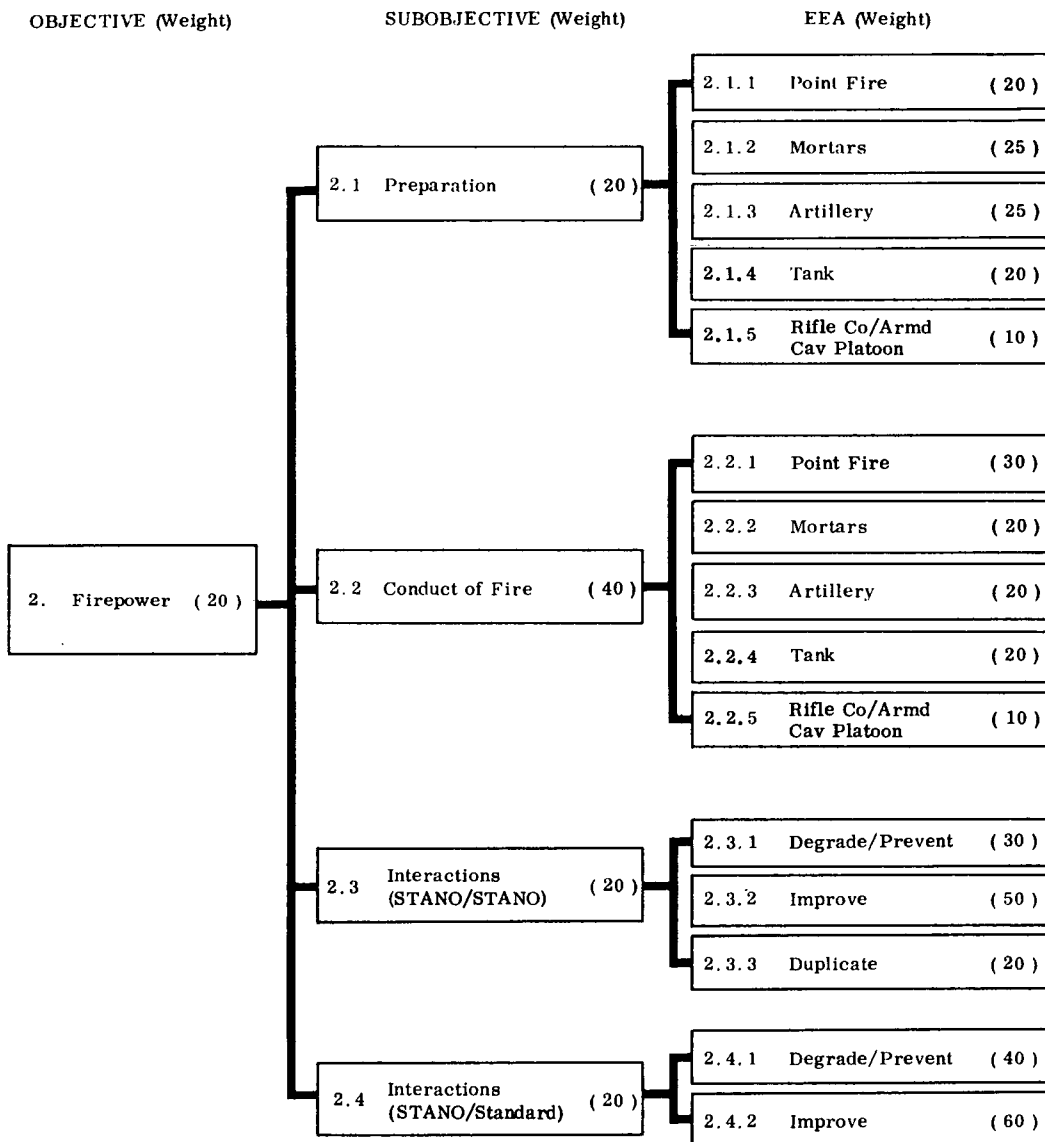 OBJECTIVE (Weight) SUBOBJECTIVE (Weight) EEA (Weight)
2. Firepower (20)
2.1 Preparation (20)
2.1.1 Point Fire (20)
2.1.2 Mortars (25)
2.1.3 Artillery (25)
2.1.4 Tank (20)
2.1.5 Rifle Co/Armd
Cav Platoon (10)
2.2 Conduct of Fire (40)
2.2.1 Point Fire (30)
2.2.2 Mortars (20)
2.2.3 Artillery (20)
2.2.4 Tank (20)
2.2.5 Rifle Co/Armd
Cav Platoon (10)
2.3 Interactions
(STANO/STANO) (20)
2.3.1 Degrade/Prevent (30)
2.3.2 Improve (50)
2.3.3 Duplicate (20)
2.4 Interactions
(STANO/Standard) (20)
2.4.1 Degrade/Prevent (40)
2.4.2 Improve (60)